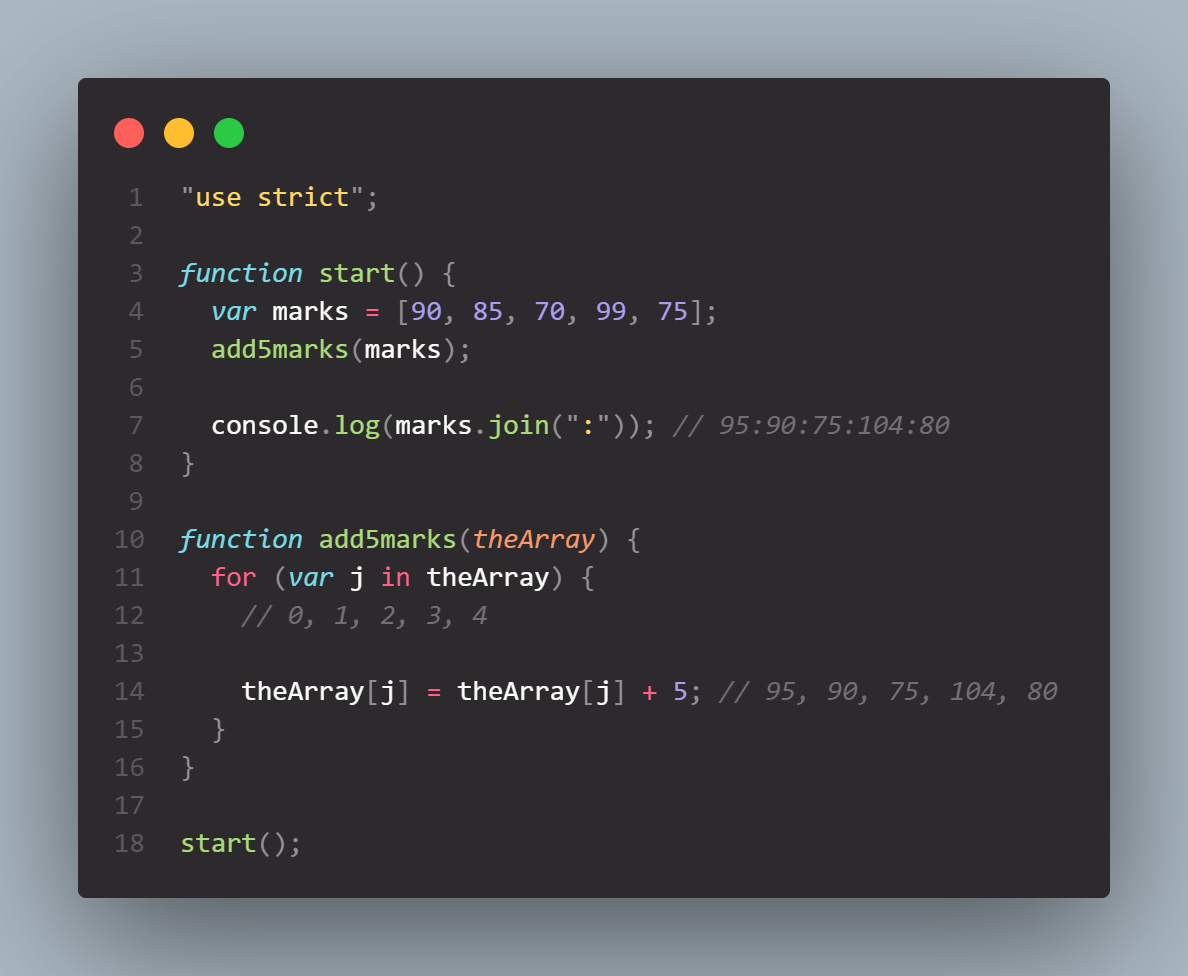 1 "use strict";
2
3 function start() {
4   var marks = [90, 85, 70, 99, 75];
5   add5marks(marks);
6
7   console.log(marks.join(":")); // 95:90:75:104:80
8 }
9
10 function add5marks(theArray) {
11   for (var j in theArray) {
12     // 0, 1, 2, 3, 4
13
14     theArray[j] = theArray[j] + 5; // 95, 90, 75, 104, 80
15   }
16 }
17
18 start();